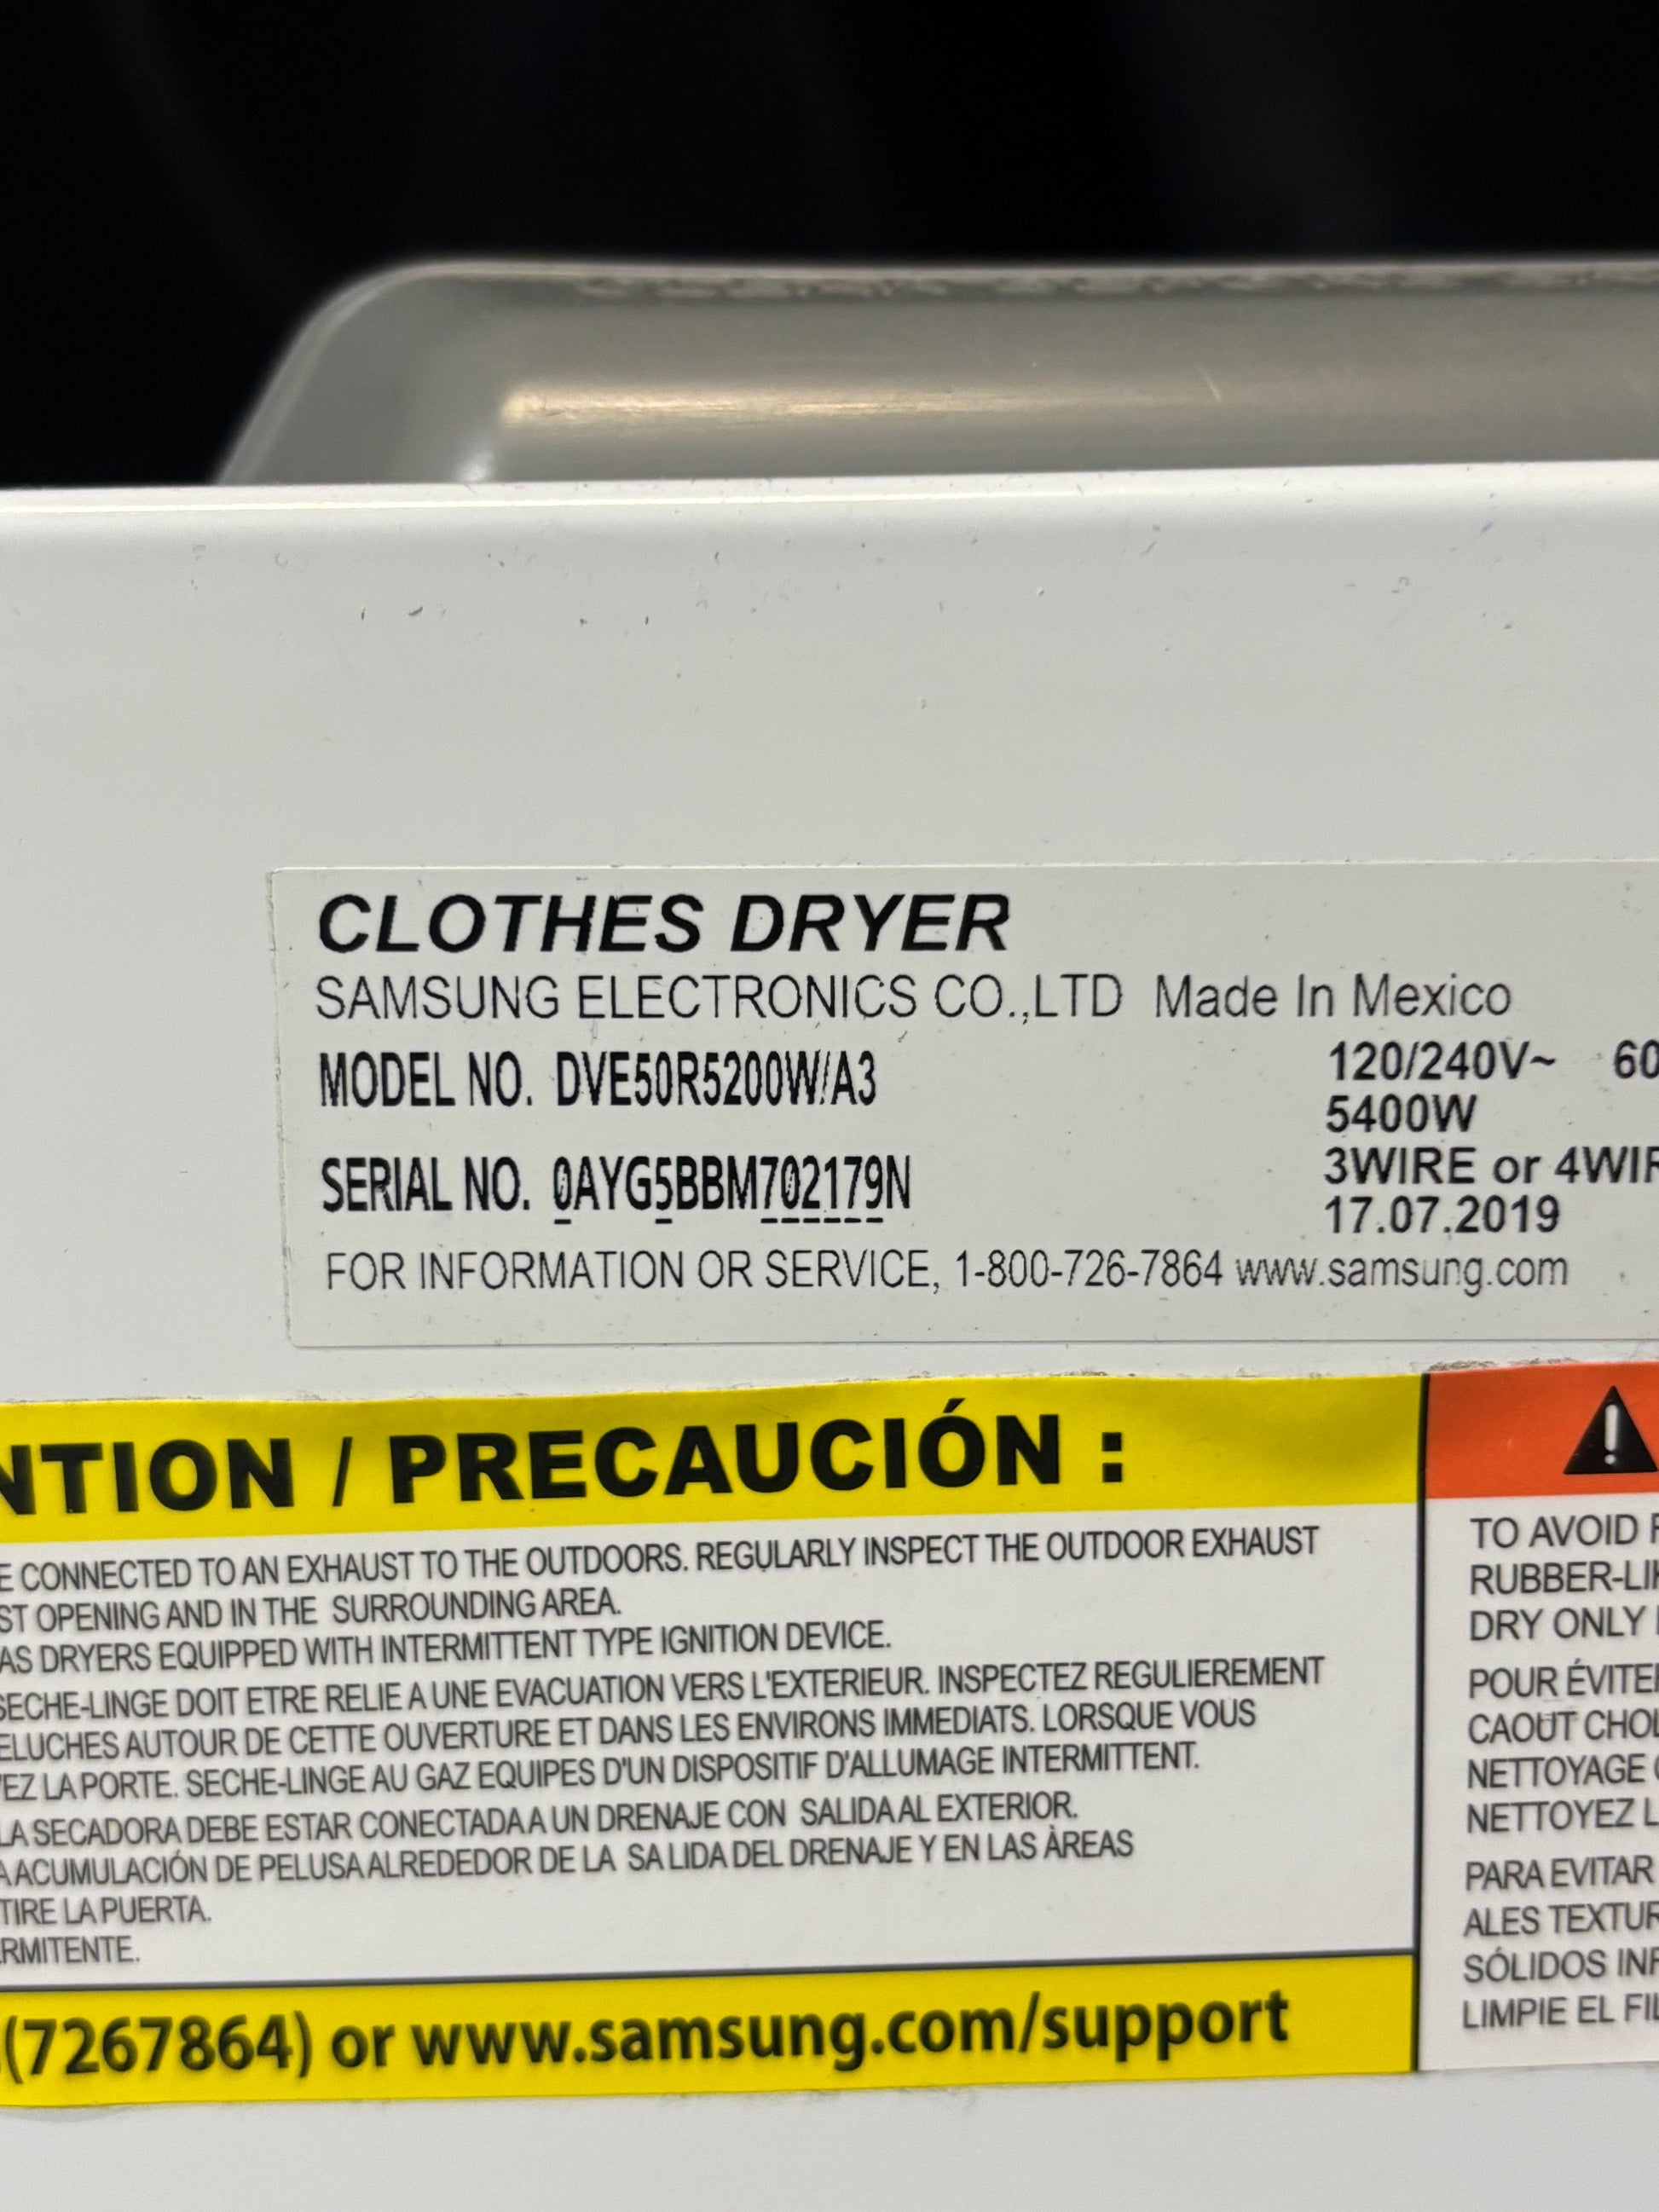 CLOTHES DRYER
SAMSUNG ELECTRONICS CO.,LTD Made In Mexico
MODEL NO. DVE50R5200W/A3
120/240V~ 60
5400W
SERIAL NO. 0AYG5BBM702179N
3WIRE or 4WIR
17.07.2019
FOR INFORMATION OR SERVICE, 1-800-726-7864 www.samsung.com
NTION / PRECAUCIÓN :
E CONNECTED TO AN EXHAUST TO THE OUTDOORS. REGULARLY INSPECT THE OUTDOOR EXHAUST
ST OPENING AND IN THE SURROUNDING AREA.
AS DRYERS EQUIPPED WITH INTERMITTENT TYPE IGNITION DEVICE.
SECHE-LINGE DOIT ETRE RELIE A UNE EVACUATION VERS L'EXTERIEUR. INSPECTEZ REGULIEREMENT
ELUCHES AUTOUR DE CETTE OUVERTURE ET DANS LES ENVIRONS IMMEDIATS. LORSQUE VOUS
EZ LA PORTE. SECHE-LINGE AU GAZ EQUIPES D'UN DISPOSITIF D'ALLUMAGE INTERMITTENT.
LA SECADORA DEBE ESTAR CONECTADA A UN DRENAJE CON SALIDA AL EXTERIOR.
A ACUMULACIÓN DE PELUSA ALREDEDOR DE LA SA LIDA DEL DRENAJE Y EN LAS ÀREAS
TIRE LA PUERTA.
RMITENTE.
(7267864) or www.samsung.com/support
TO AVOID F
RUBBER-LIK
DRY ONLY
POUR ÉVITER
CAOUT CHOU
NETTOYAGE
NETTOYEZ L
PARA EVITAR
ALES TEXTUR
SÓLIDOS INF
LIMPIE EL FIL